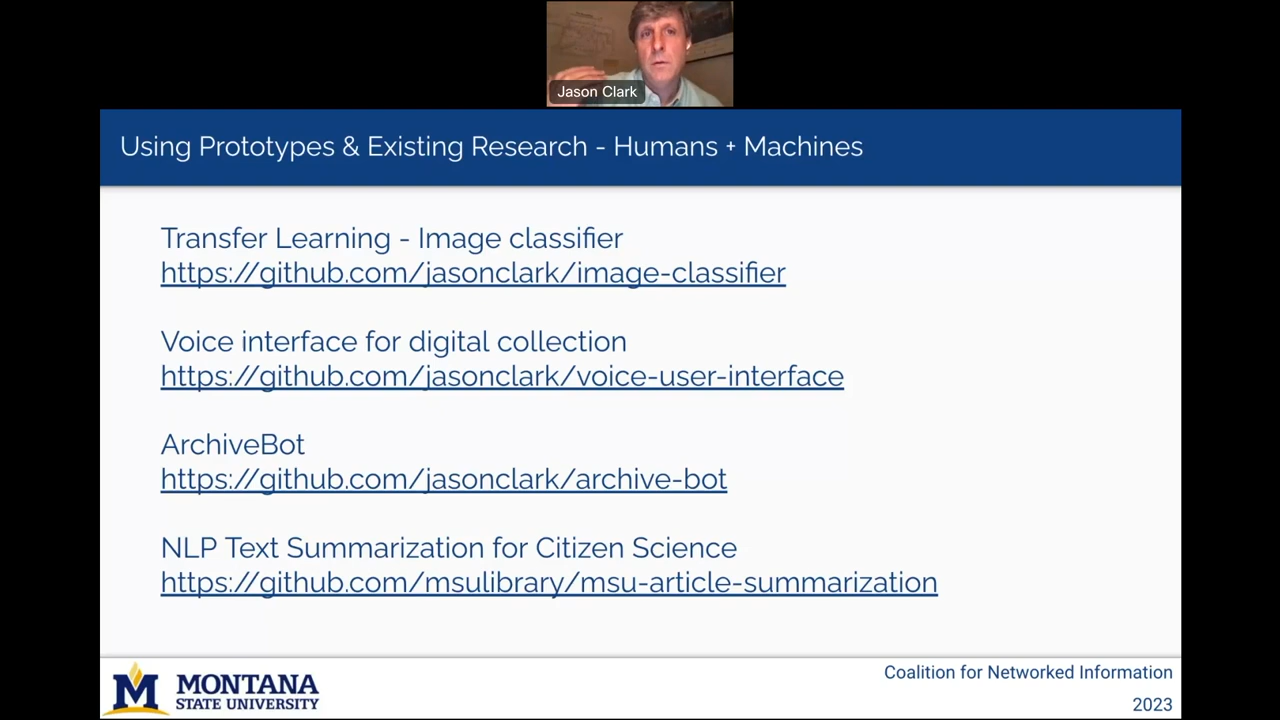 Jason Clark
Using Prototypes & Existing Research - Humans + Machines
Transfer Learning - Image classifier
https://github.com/jasonclark/image-classifier
Voice interface for digital collection
https://github.com/jasonclark/voice-user-interface
ArchiveBot
https://github.com/jasonclark/archive-bot
NLP Text Summarization for Citizen Science
https://github.com/msulibrary/msu-article-summarization
M MONTANA
STATE UNIVERSITY
Coalition for Networked Information
2023